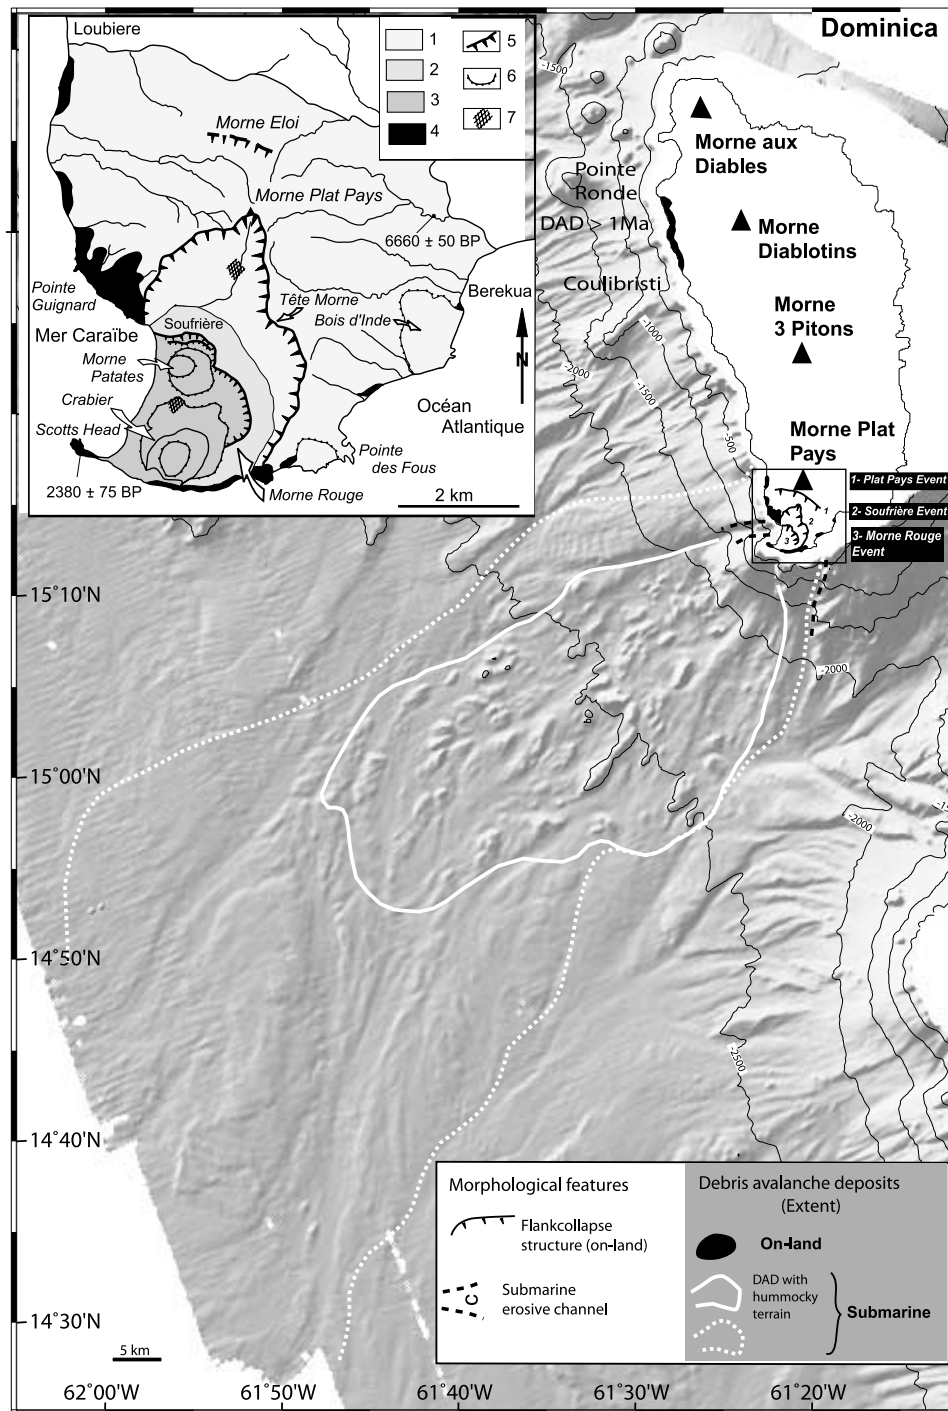 Dominica
Loubiere
1
2
3
4
5
6
7
Morne Eloi
Morne Plat Pays
6660 ± 50 BP
Pointe
Guignard
Berekua
Tête Morne
Bois d'Inde
Soufrière
Mer Caraïbe
Morne
Patates
N
Crabier
Océan
Atlantique
Scotts Head
Pointe
des Fous
2380 ± 75 BP
Morne Rouge
2 km
-1500
Morne aux
Diables
Pointe
Ronde
DAD > 1Ma
Morne
Diablotins
Coulibristi
Morne
3 Pitons
-1000
-2000
-1500
-500
Morne Plat
Pays
1- Plat Pays Event
2- Soufrière Event
3- Morne Rouge
Event
1
2
3
15°10'N
-2000
15°00'N
-2000
14°50'N
-2500
14°40'N
14°30'N
Morphological features
Flankcollapse
structure (on-land)
C
Submarine
erosive channel
Debris avalanche deposits
(Extent)
On-land
DAD with
hummocky
terrain
Submarine
5 km
62°00'W
61°50'W
61°40'W
61°30'W
61°20'W